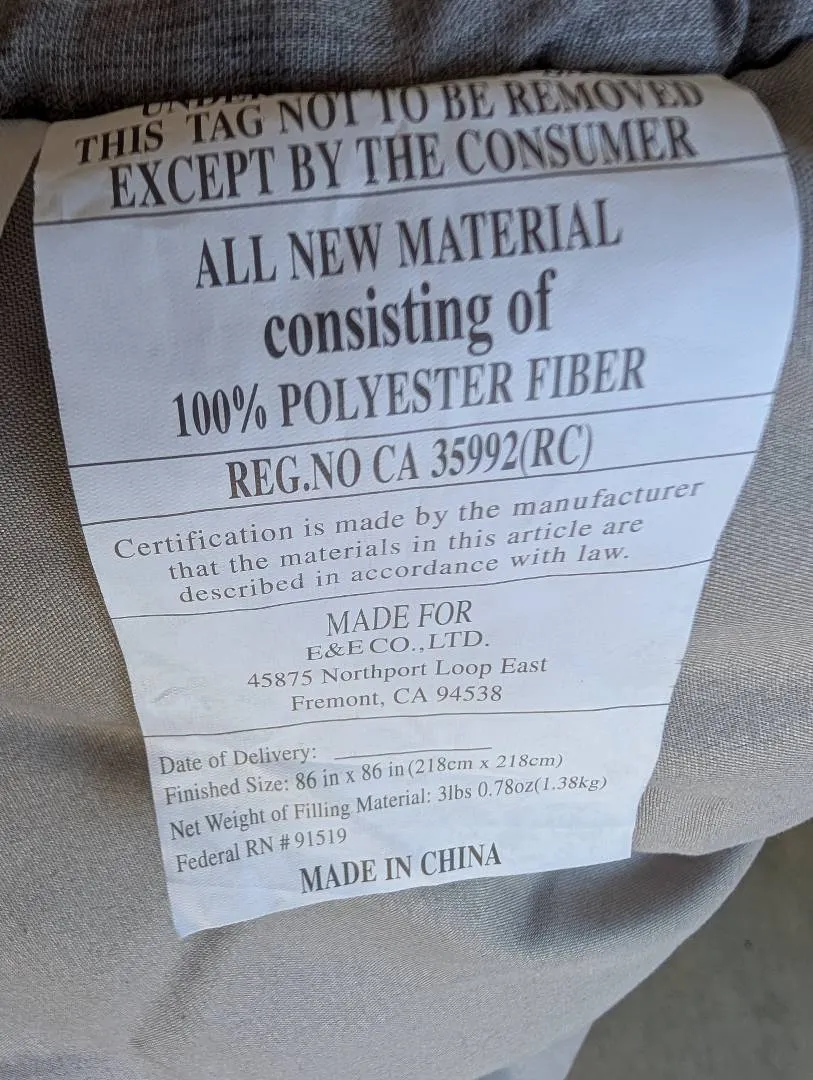 UNDER
THIS TAG NOT TO BE REMOVED
EXCEPT BY THE CONSUMER
ALL NEW MATERIAL
consisting of
100% POLYESTER FIBER
REG.NO CA 35992(RC)
Certification is made by the manufacturer
that the materials in this article are
described in accordance with law.
MADE FOR
E&E CO.,LTD.
45875 Northport Loop East
Fremont, CA 94538
Date of Delivery:
Finished Size: 86 in x 86 in(218cm x 218cm)
Net Weight of Filling Material: 3lbs 0.78oz(1.38kg)
Federal RN # 91519
MADE IN CHINA